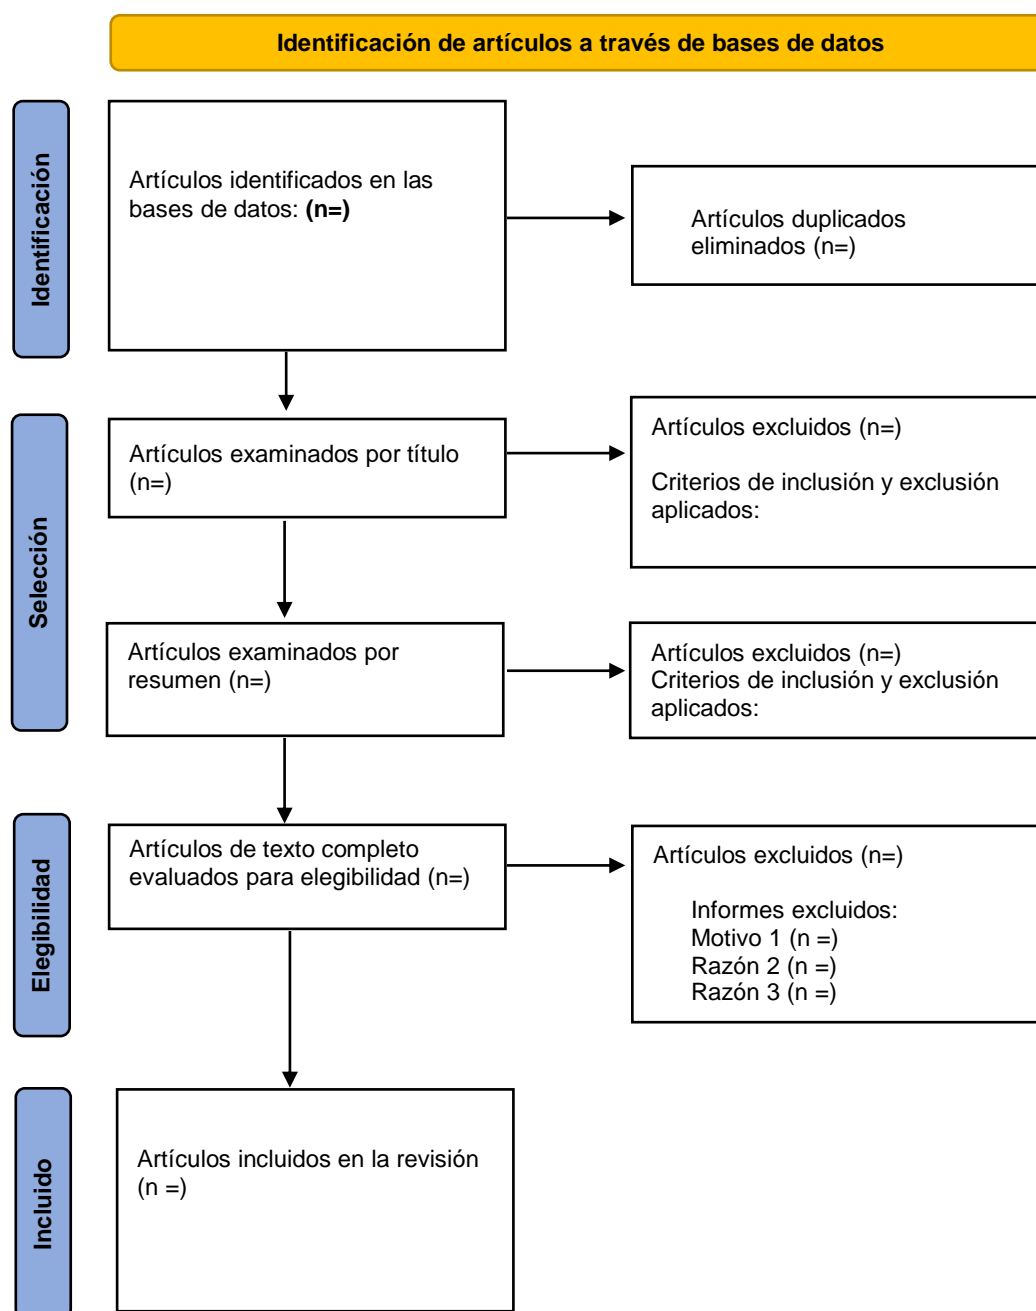 Identificación de artículos a través de bases de datos
Identificación
Artículos identificados en las
bases de datos: (n=)
Artículos duplicados
eliminados (n=)
Selección
Artículos examinados por título
(n=)
Artículos excluidos (n=)
Criterios de inclusión y exclusión
aplicados:
Artículos examinados por
resumen (n=)
Artículos excluidos (n=)
Criterios de inclusión y exclusión
aplicados:
Elegibilidad
Artículos de texto completo
evaluados para elegibilidad (n=)
Artículos excluidos (n=)
Informes excluidos:
Motivo 1 (n =)
Razón 2 (n =)
Razón 3 (n =)
Incluido
Artículos incluidos en la revisión
(n =)